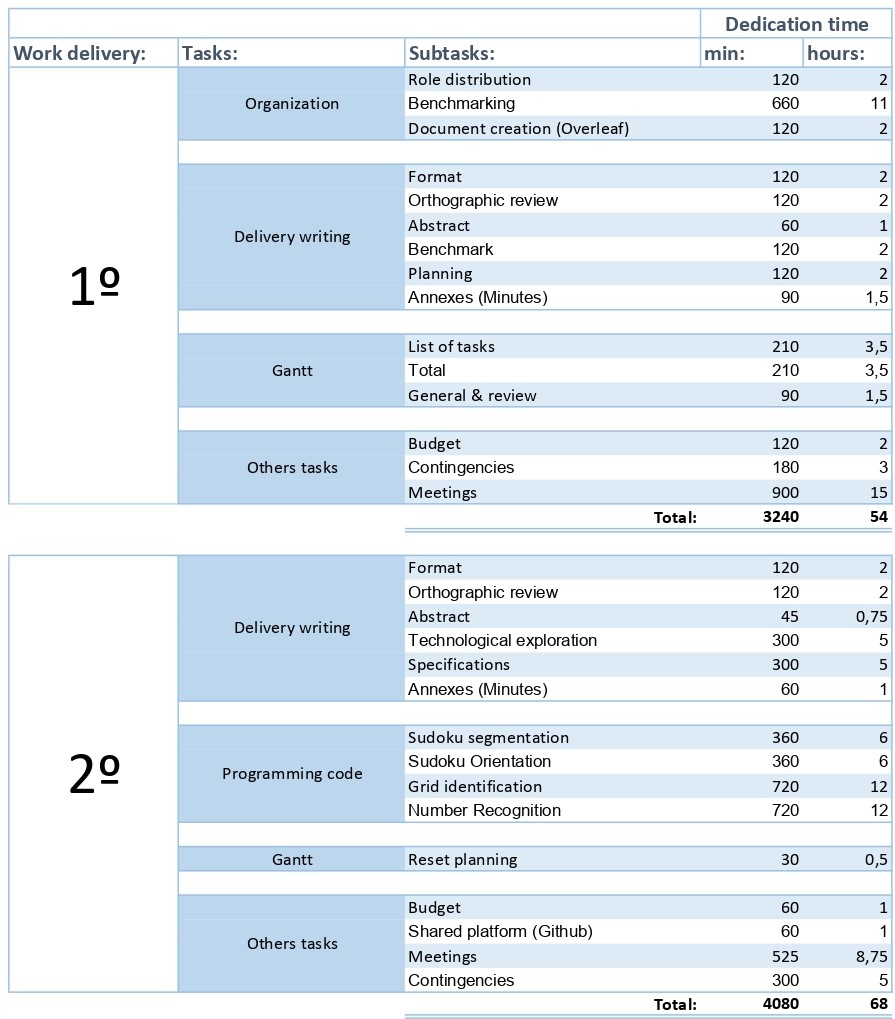 Dedication time
Work delivery: Tasks: Subtasks: min: hours:
Role distribution 120 2
Organization Benchmarking 660 11
Document creation (Overleaf) 120 2
Format 120 2
Orthographic review 120 2
Abstract 60 1
Delivery writing
Benchmark 120 2
Planning 120 2
1º
Annexes (Minutes) 90 1,5
List of tasks 210 3,5
Gantt Total 210 3,5
General & review 90 1,5
Budget 120 2
Others tasks Contingencies 180 3
Meetings 900 15
Total: 3240 54
Format 120 2
Orthographic review 120 2
Abstract 45 0,75
Delivery writing
Technological exploration 300 5
Specifications 300 5
Annexes (Minutes) 60 1
Sudoku segmentation 360 6
Sudoku Orientation 360 6
2º Programming code
Grid identification 720 12
Number Recognition 720 12
Gantt Reset planning 30 0,5
Budget 60 1
Shared platform (Github) 60 1
Others tasks
Meetings 525 8,75
Contingencies 300 5
Total: 4080 68